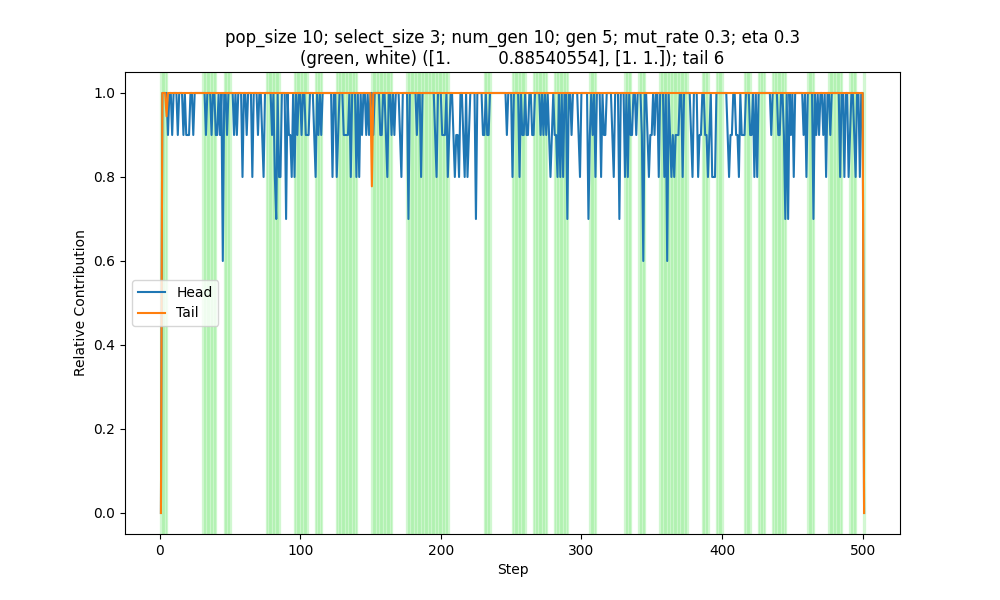 pop_size 10; select_size 3; num_gen 10; gen 5; mut_rate 0.3; eta 0.3
(green, white) ([1. 0.88540554], [1. 1.]); tail 6
1.0
0.8
0.6
0.4
0.2
0.0
Relative Contribution
Head
Tail
0 100 200 300 400 500
Step